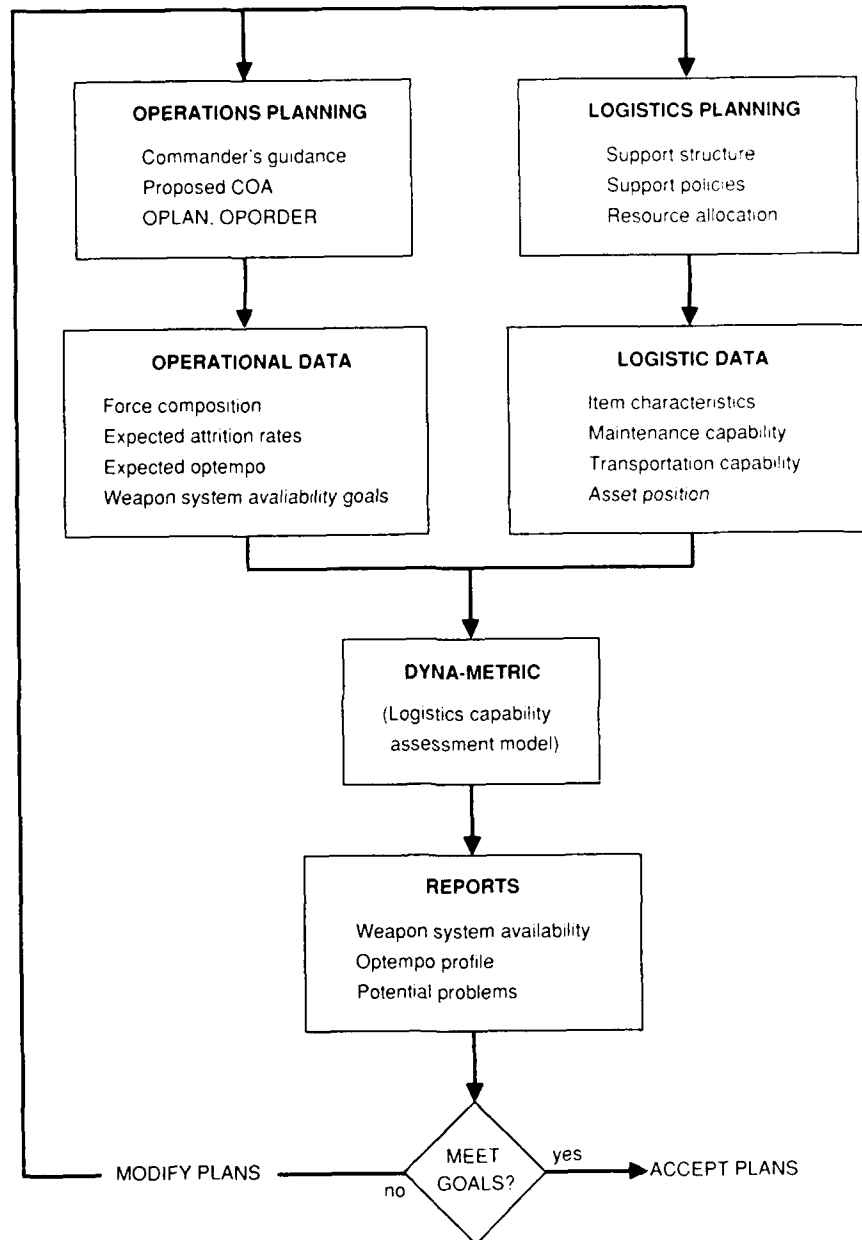 OPERATIONS PLANNING
Commander's guidance
Proposed COA
OPLAN. OPORDER
LOGISTICS PLANNING
Support structure
Support policies
Resource allocation
OPERATIONAL DATA
Force composition
Expected attrition rates
Expected optempo
Weapon system avaliability goals
LOGISTIC DATA
Item characteristics
Maintenance capability
Transportation capability
Asset position
DYNA-METRIC
(Logistics capability
assessment model)
REPORTS
Weapon system availability
Optempo profile
Potential problems
MEET
GOALS?
yes
ACCEPT PLANS
no
MODIFY PLANS